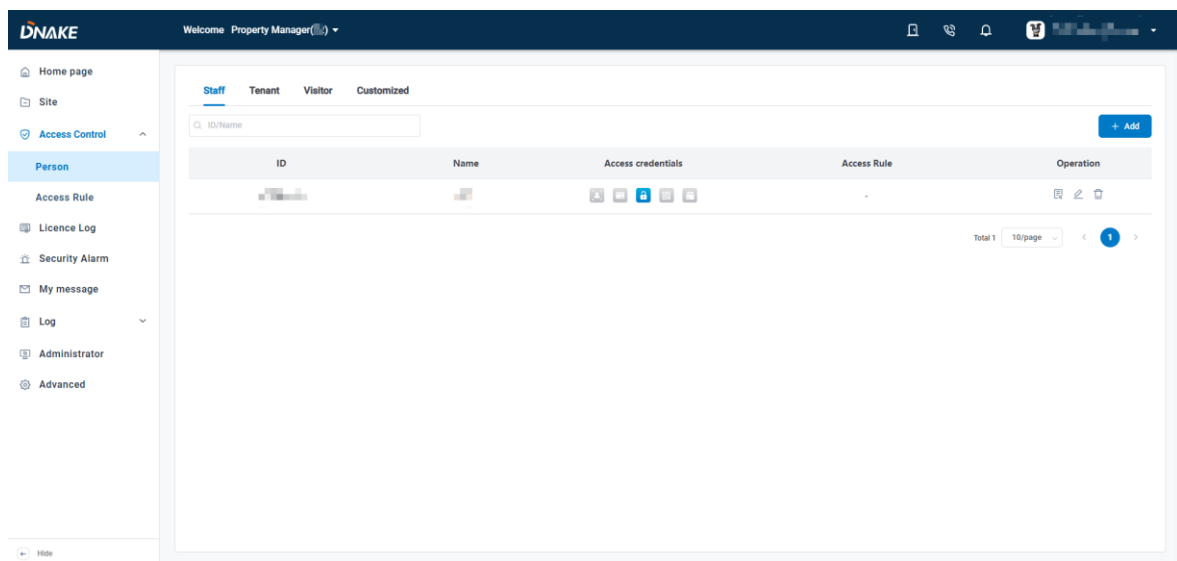 DNAKE
Welcome Property Manager( )
Home page
Site
Access Control
Person
Access Rule
Licence Log
Security Alarm
My message
Log
Administrator
Advanced
Hide
Staff Tenant Visitor Customized
ID/Name
+ Add
ID Name Access credentials Access Rule Operation
-
Total 1 10/page < 1 >